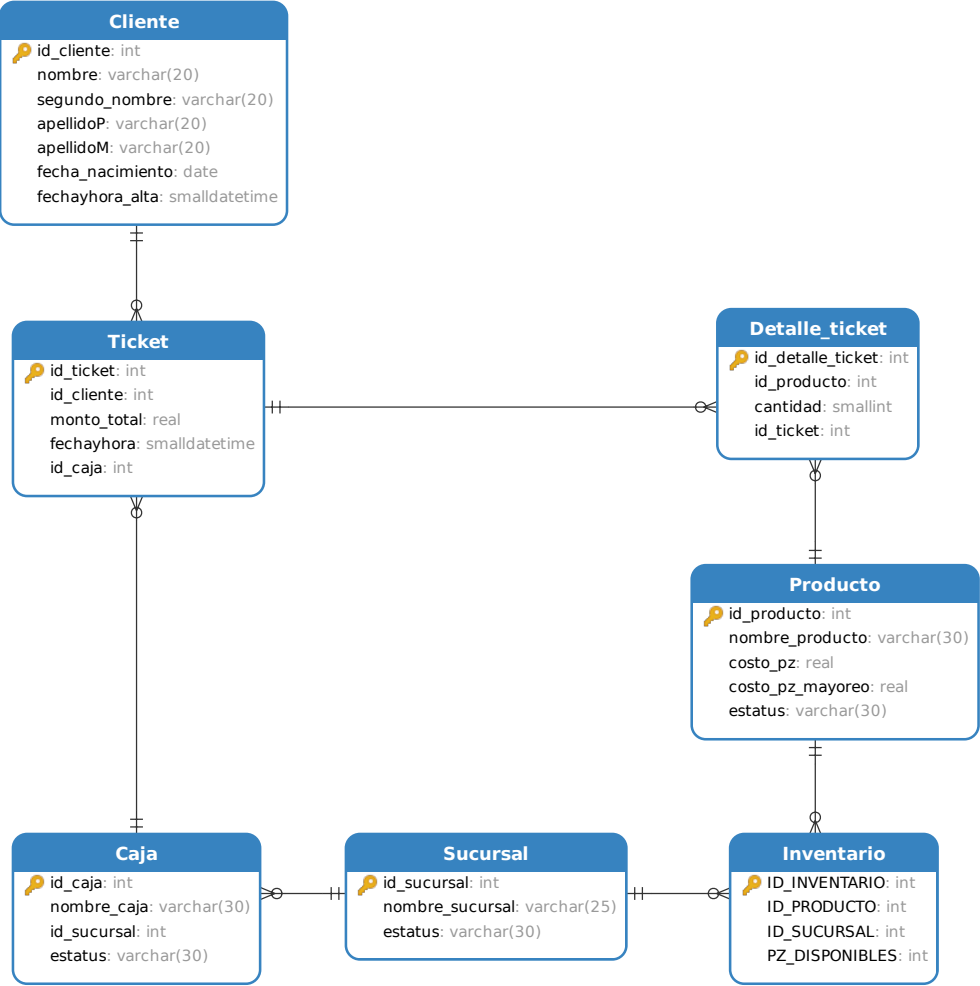 Cliente
id_cliente: int
nombre: varchar(20)
segundo_nombre: varchar(20)
apellidoP: varchar(20)
apellidoM: varchar(20)
fecha_nacimiento: date
fechayhora_alta: smalldatetime
Ticket
id_ticket: int
id_cliente: int
monto_total: real
fechayhora: smalldatetime
id_caja: int
Detalle_ticket
id_detalle_ticket: int
id_producto: int
cantidad: smallint
id_ticket: int
Producto
id_producto: int
nombre_producto: varchar(30)
costo_pz: real
costo_pz_mayoreo: real
estatus: varchar(30)
Caja
id_caja: int
nombre_caja: varchar(30)
id_sucursal: int
estatus: varchar(30)
Sucursal
id_sucursal: int
nombre_sucursal: varchar(25)
estatus: varchar(30)
Inventario
ID_INVENTARIO: int
ID_PRODUCTO: int
ID_SUCURSAL: int
PZ_DISPONIBLES: int